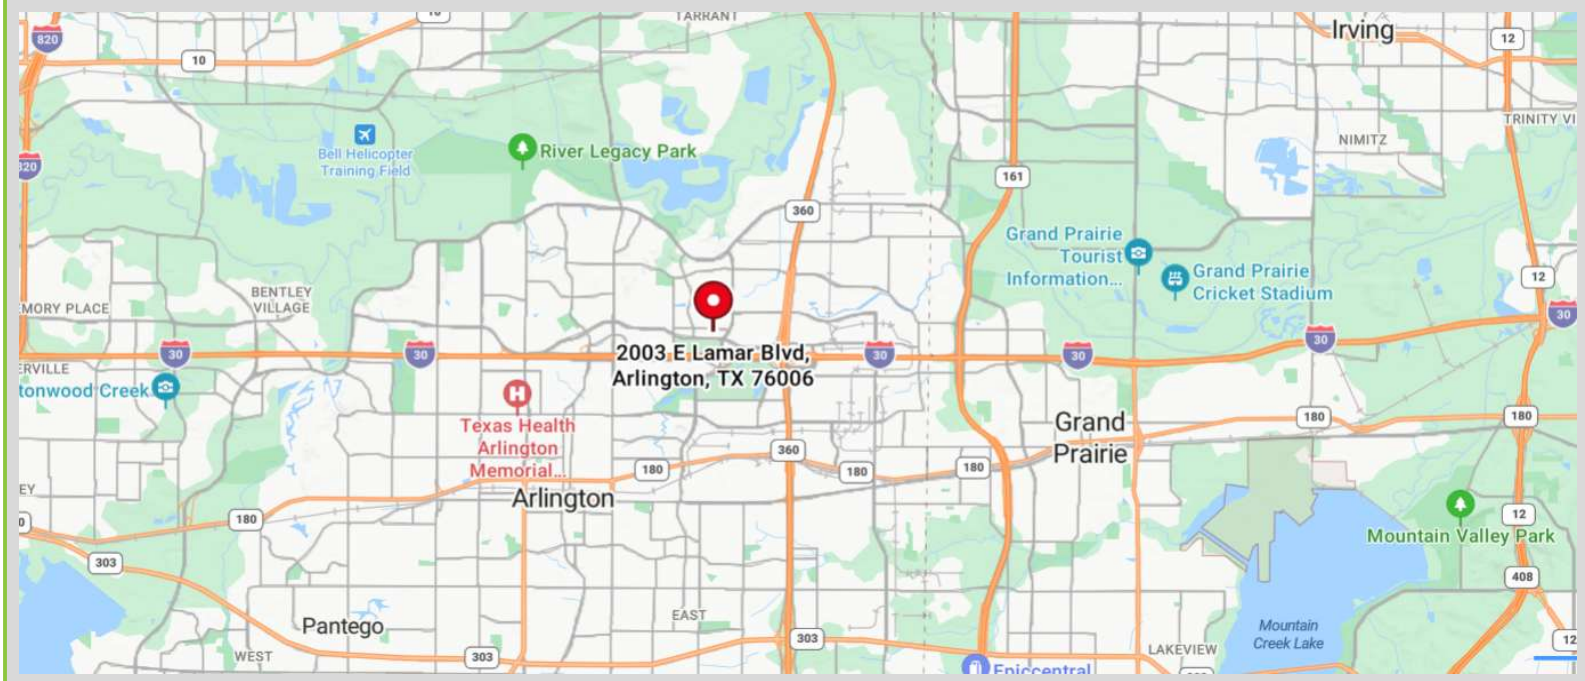 10
TARRANT
Irving
820
12
10
TRINITY VI
Bell Helicopter
Training Field
River Legacy Park
NIMITZ
820
161
360
Grand Prairie
Tourist
Information...
Grand Prairie
Cricket Stadium
12
BENTLEY
VILLAGE
EMORY PLACE
30
30
30
30
30
30
2003 E Lamar Blvd,
Arlington, TX 76006
ERVILLE
tonwood Creek
Texas Health
Arlington
Memorial...
180
180
Grand
Prairie
360
180
180
180
EY
Arlington
180
0
12
Mountain Valley Park
303
408
EAST
Pantego
Mountain
Creek Lake
303
12
WEST
303
LAKEVIEW
Epiccentral